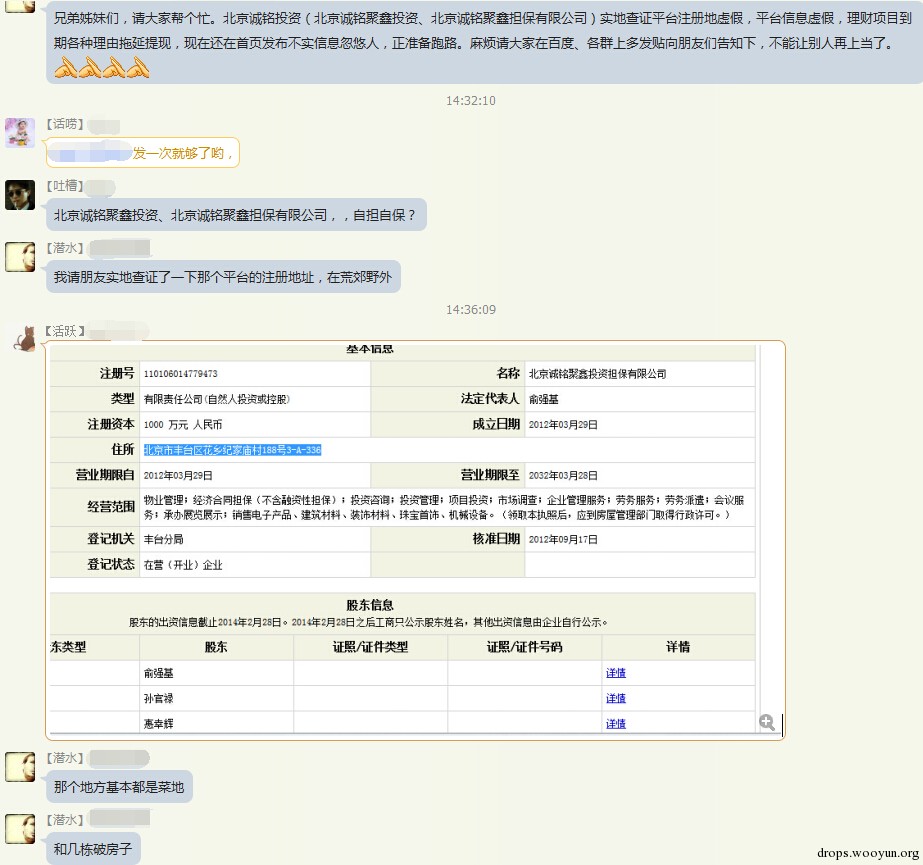 兄弟姊妹们，请大家帮个忙。北京诚铭投资（北京诚铭聚鑫投资、北京诚铭聚鑫担保有限公司）实地查证平台注册地虚假，平台信息虚假，理财项目到
期各种理由拖延提现，现在还在首页发布不实信息忽悠人，正准备跑路。麻烦请大家在百度、各群上多发贴向朋友们告知下，不能让别人再上当了。
14:32:10
【话唠】
发一次就够了哟，
【吐槽】
北京诚铭聚鑫投资、北京诚铭聚鑫担保有限公司，，自担自保？
【潜水】
我请朋友实地查证了一下那个平台的注册地址，在荒郊野外
14:36:09
【活跃】
基本信息
注册号 110106014779473 名称 北京诚铭聚鑫投资担保有限公司
类型 有限责任公司(自然人投资或控股) 法定代表人 俞强基
注册资本 1000 万元 人民币 成立日期 2012年03月29日
住所 北京市丰台区花乡纪家庙村188号3-A-336
营业期限自 2012年03月29日 营业期限至 2032年03月28日
经营范围 物业管理；经济合同担保（不含融资性担保）；投资咨询；投资管理；项目投资；市场调查；企业管理服务；劳务服务；劳务派遣；会议服
务；承办展览展示；销售电子产品、建筑材料、装饰材料、珠宝首饰、机械设备。（领取本执照后，应到房屋管理部门取得行政许可。）
登记机关 丰台分局 核准日期 2012年09月17日
登记状态 在营（开业）企业
股东信息
股东的出资信息截止2014年2月28日。2014年2月28日之后工商只公示股东姓名，其他出资信息由企业自行公示。
东类型 股东 证照/证件类型 证照/证件号码 详情
俞强基 详情
孙官禄 详情
惠幸辉 详情
【潜水】
那个地方基本都是菜地
【潜水】
和几栋破房子
drops.wooyun.org